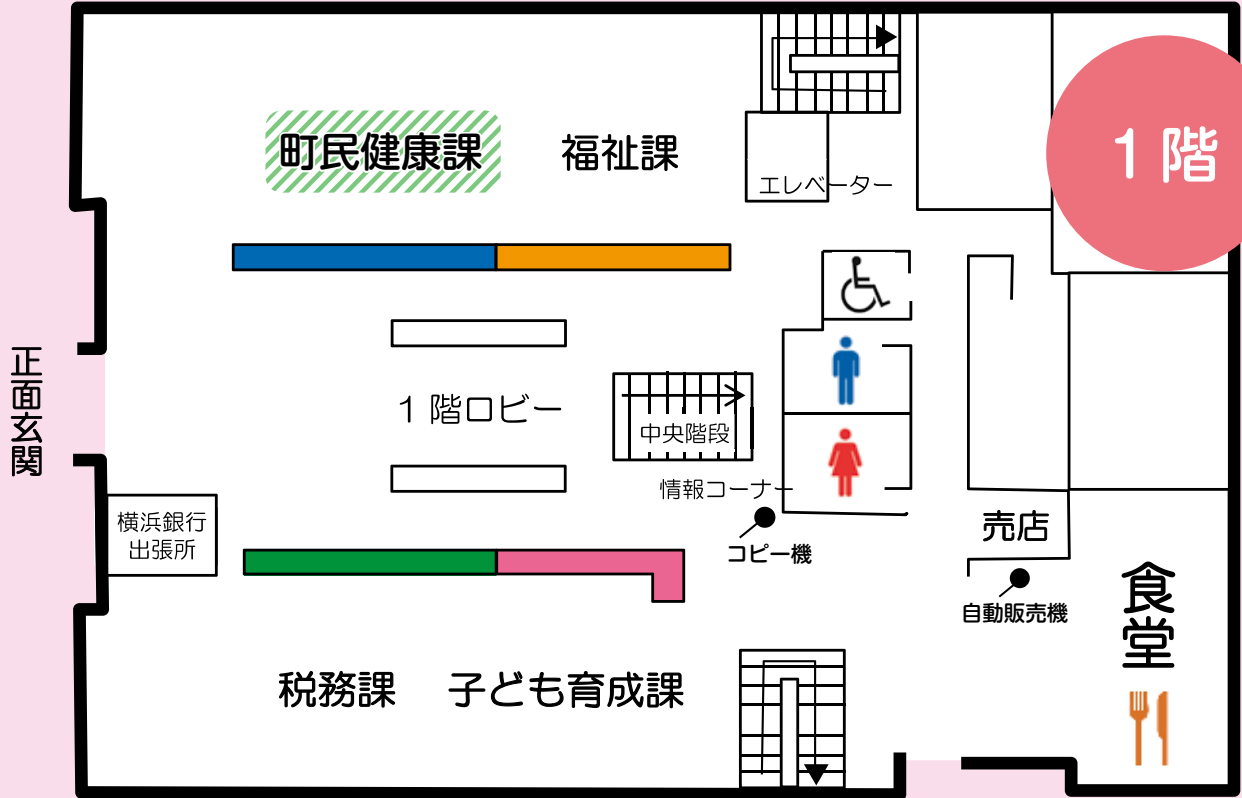 町民健康課
福祉課
1階
エレベーター
正面玄関
1階ロビー
中央階段
情報コーナー
コピー機
横浜銀行
出張所
売店
自動販売機
食堂
税務課
子ども育成課